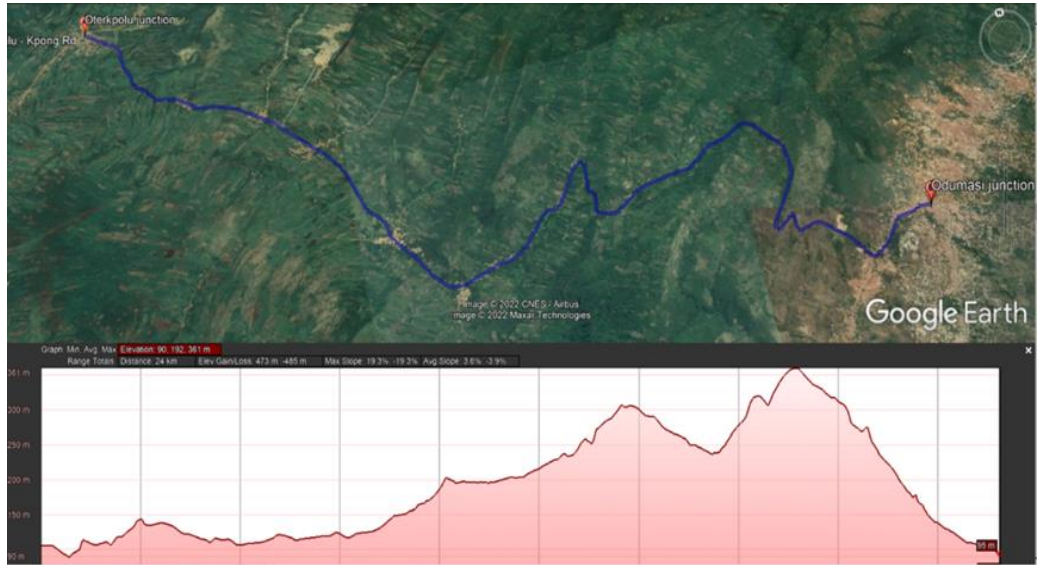 Oterkpolu junction
lu - Kpong Rd
Odumasi junction
Image © 2022 CNES / Airbus
Image © 2022 Maxar Technologies
Google Earth
Graph: Min, Avg, Max Elevation: 90, 192, 361 m
Range Totals: Distance: 24 km Elev Gain/Loss: 473 m, -485 m Max Slope: 19.3%, -19.3% Avg Slope: 3.6%, -3.9%
361 m
300 m
250 m
200 m
150 m
90 m
95 m